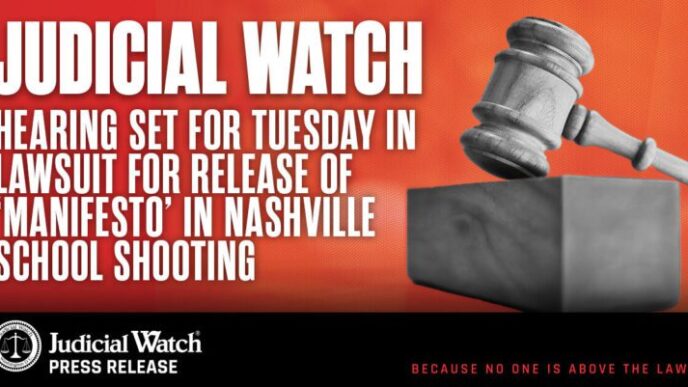 JUDICIAL WATCH
HEARING SET FOR TUESDAY IN
LAWSUIT FOR RELEASE OF
‘MANIFESTO’ IN NASHVILLE
SCHOOL SHOOTING
Judicial Watch®
PRESS RELEASE
BECAUSE NO ONE IS ABOVE THE LAW